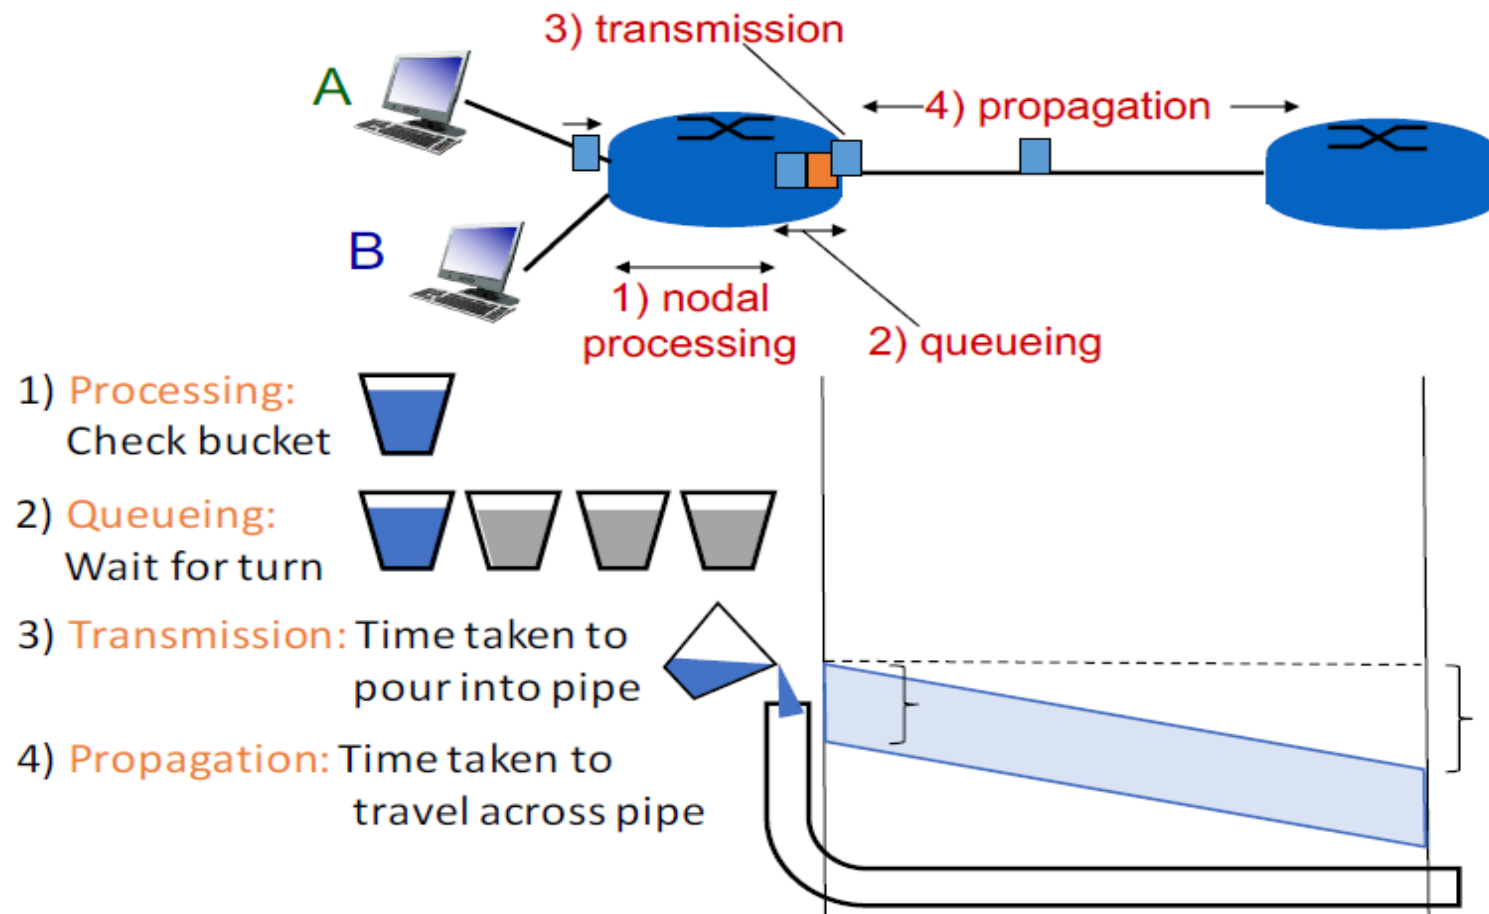 3) transmission
A
4) propagation
B
1) nodal
processing
2) queueing
1) Processing:
Check bucket
2) Queueing:
Wait for turn
3) Transmission: Time taken to
pour into pipe
4) Propagation: Time taken to
travel across pipe